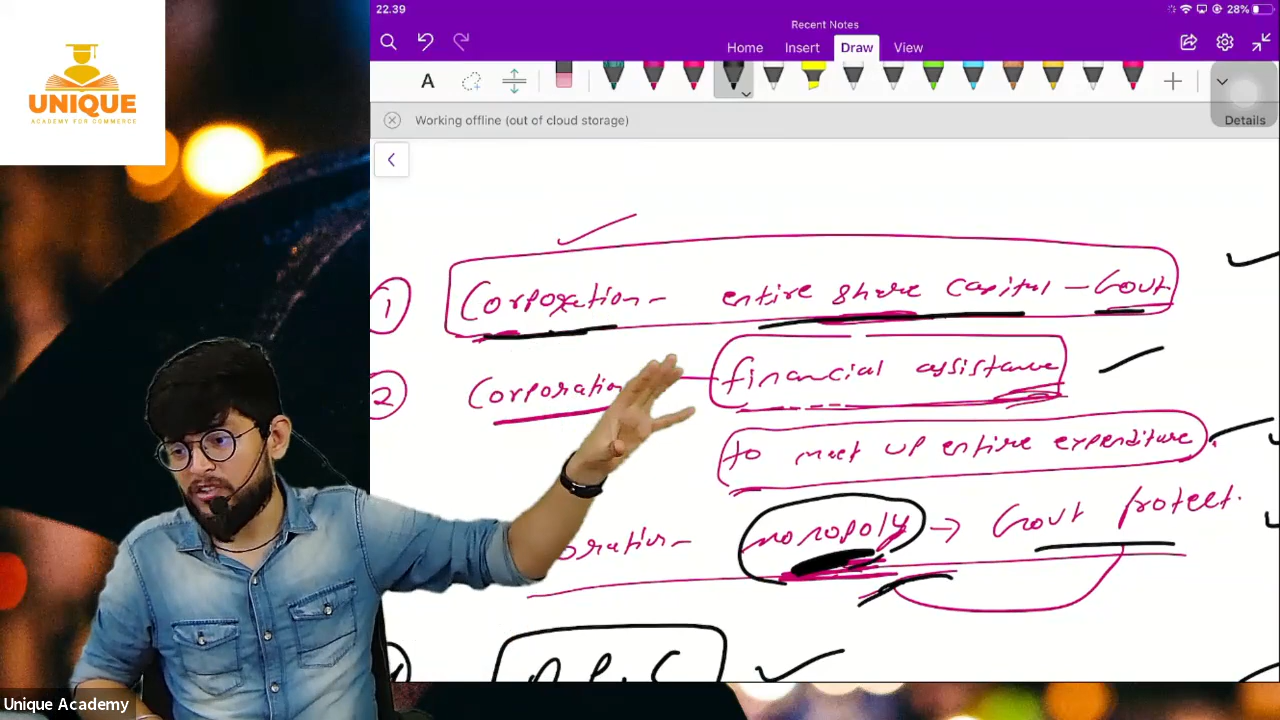 22.39
28%
Recent Notes
Home Insert Draw View
A
Details
Working offline (out of cloud storage)
UNIQUE
ACADEMY FOR COMMERCE
1 Corporation - entire share capital - Govt
2 Corporation - financial assistance
to meet up entire expenditure.
oration - monopoly → Govt protect.
Unique Academy